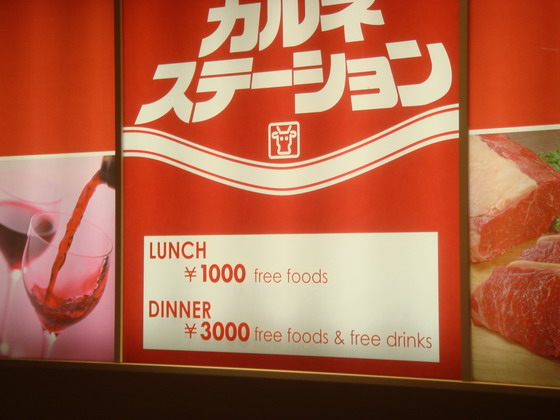 カルネ
ステーション
LUNCH
¥1000 free foods
DINNER
¥3000 free foods & free drinks